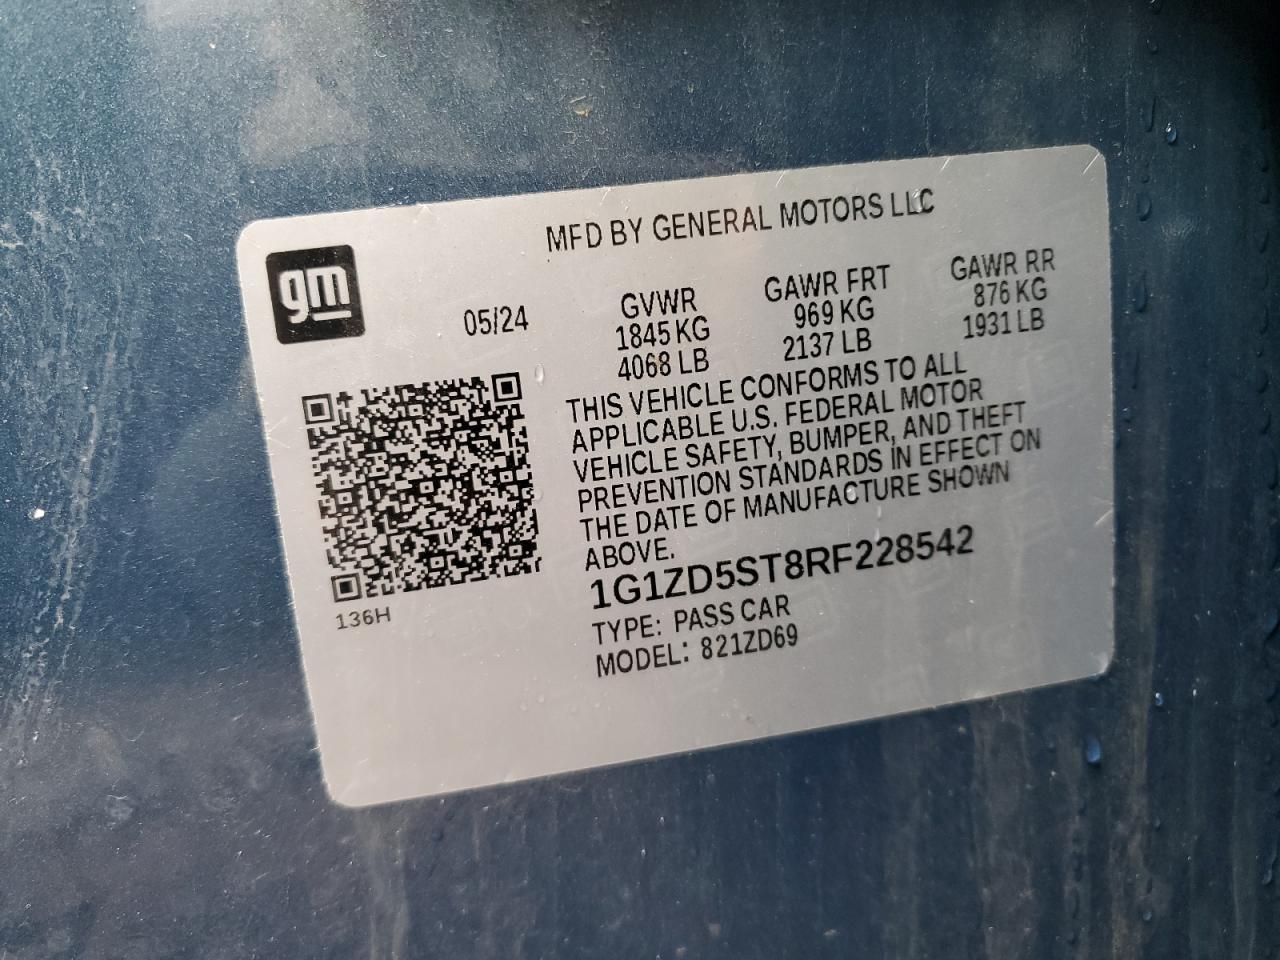 MFD BY GENERAL MOTORS LLC
gm
05/24
GVWR GAWR FRT GAWR RR
1845 KG 969 KG 876 KG
4068 LB 2137 LB 1931 LB
THIS VEHICLE CONFORMS TO ALL
APPLICABLE U.S. FEDERAL MOTOR
VEHICLE SAFETY, BUMPER, AND THEFT
PREVENTION STANDARDS IN EFFECT ON
THE DATE OF MANUFACTURE SHOWN
ABOVE.
1G1ZD5ST8RF228542
136H
TYPE: PASS CAR
MODEL: 821ZD69